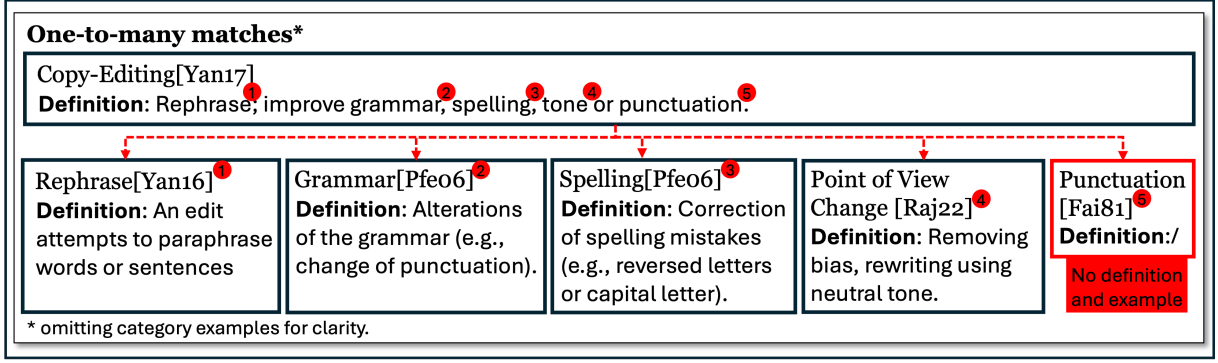 One-to-many matches*
Copy-Editing[Yan17]
Definition: Rephrase, improve grammar, spelling, tone or punctuation.
1 2 3 4 5
Rephrase[Yan16] 1
Definition: An edit
attempts to paraphrase
words or sentences
Grammar[Pfe06] 2
Definition: Alterations
of the grammar (e.g.,
change of punctuation).
Spelling[Pfe06] 3
Definition: Correction
of spelling mistakes
(e.g., reversed letters
or capital letter).
Point of View
Change [Raj22] 4
Definition: Removing
bias, rewriting using
neutral tone.
Punctuation
[Fai81] 5
Definition:/
No definition
and example
* omitting category examples for clarity.